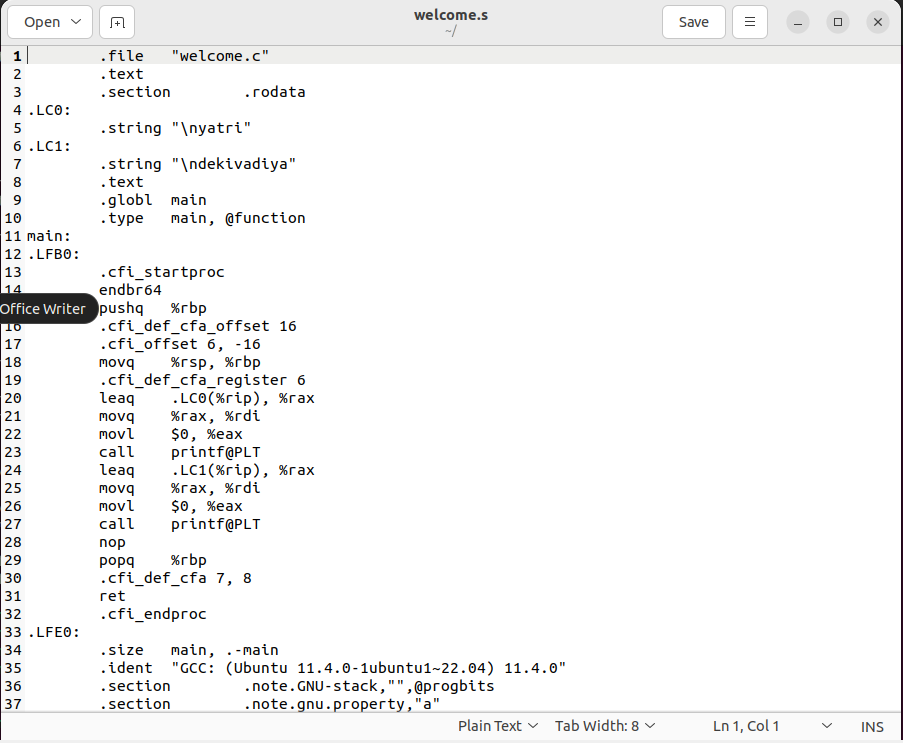 Open
welcome.s
~/
Save
1 .file "welcome.c"
2 .text
3 .section .rodata
4 .LC0:
5 .string "\nyatri"
6 .LC1:
7 .string "\ndekivadiya"
8 .text
9 .globl main
10 .type main, @function
11 main:
12 .LFB0:
13 .cfi_startproc
14 endbr64
Office Writer pushq %rbp
16 .cfi_def_cfa_offset 16
17 .cfi_offset 6, -16
18 movq %rsp, %rbp
19 .cfi_def_cfa_register 6
20 leaq .LC0(%rip), %rax
21 movq %rax, %rdi
22 movl $0, %eax
23 call printf@PLT
24 leaq .LC1(%rip), %rax
25 movq %rax, %rdi
26 movl $0, %eax
27 call printf@PLT
28 nop
29 popq %rbp
30 .cfi_def_cfa 7, 8
31 ret
32 .cfi_endproc
33 .LFE0:
34 .size main, .-main
35 .ident "GCC: (Ubuntu 11.4.0-1ubuntu1~22.04) 11.4.0"
36 .section .note.GNU-stack,"",@progbits
37 .section .note.gnu.property,"a"
Plain Text Tab Width: 8 Ln 1, Col 1 INS